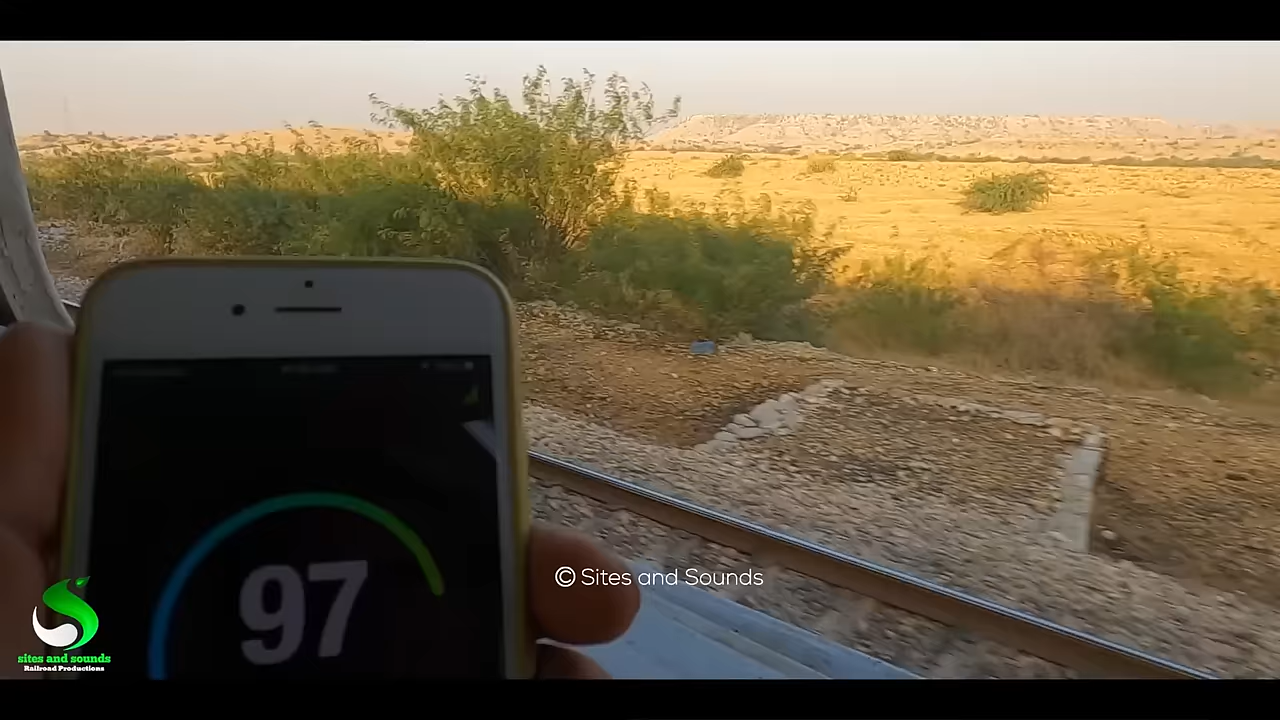 97
© Sites and Sounds
sites and sounds
Railroad Productions